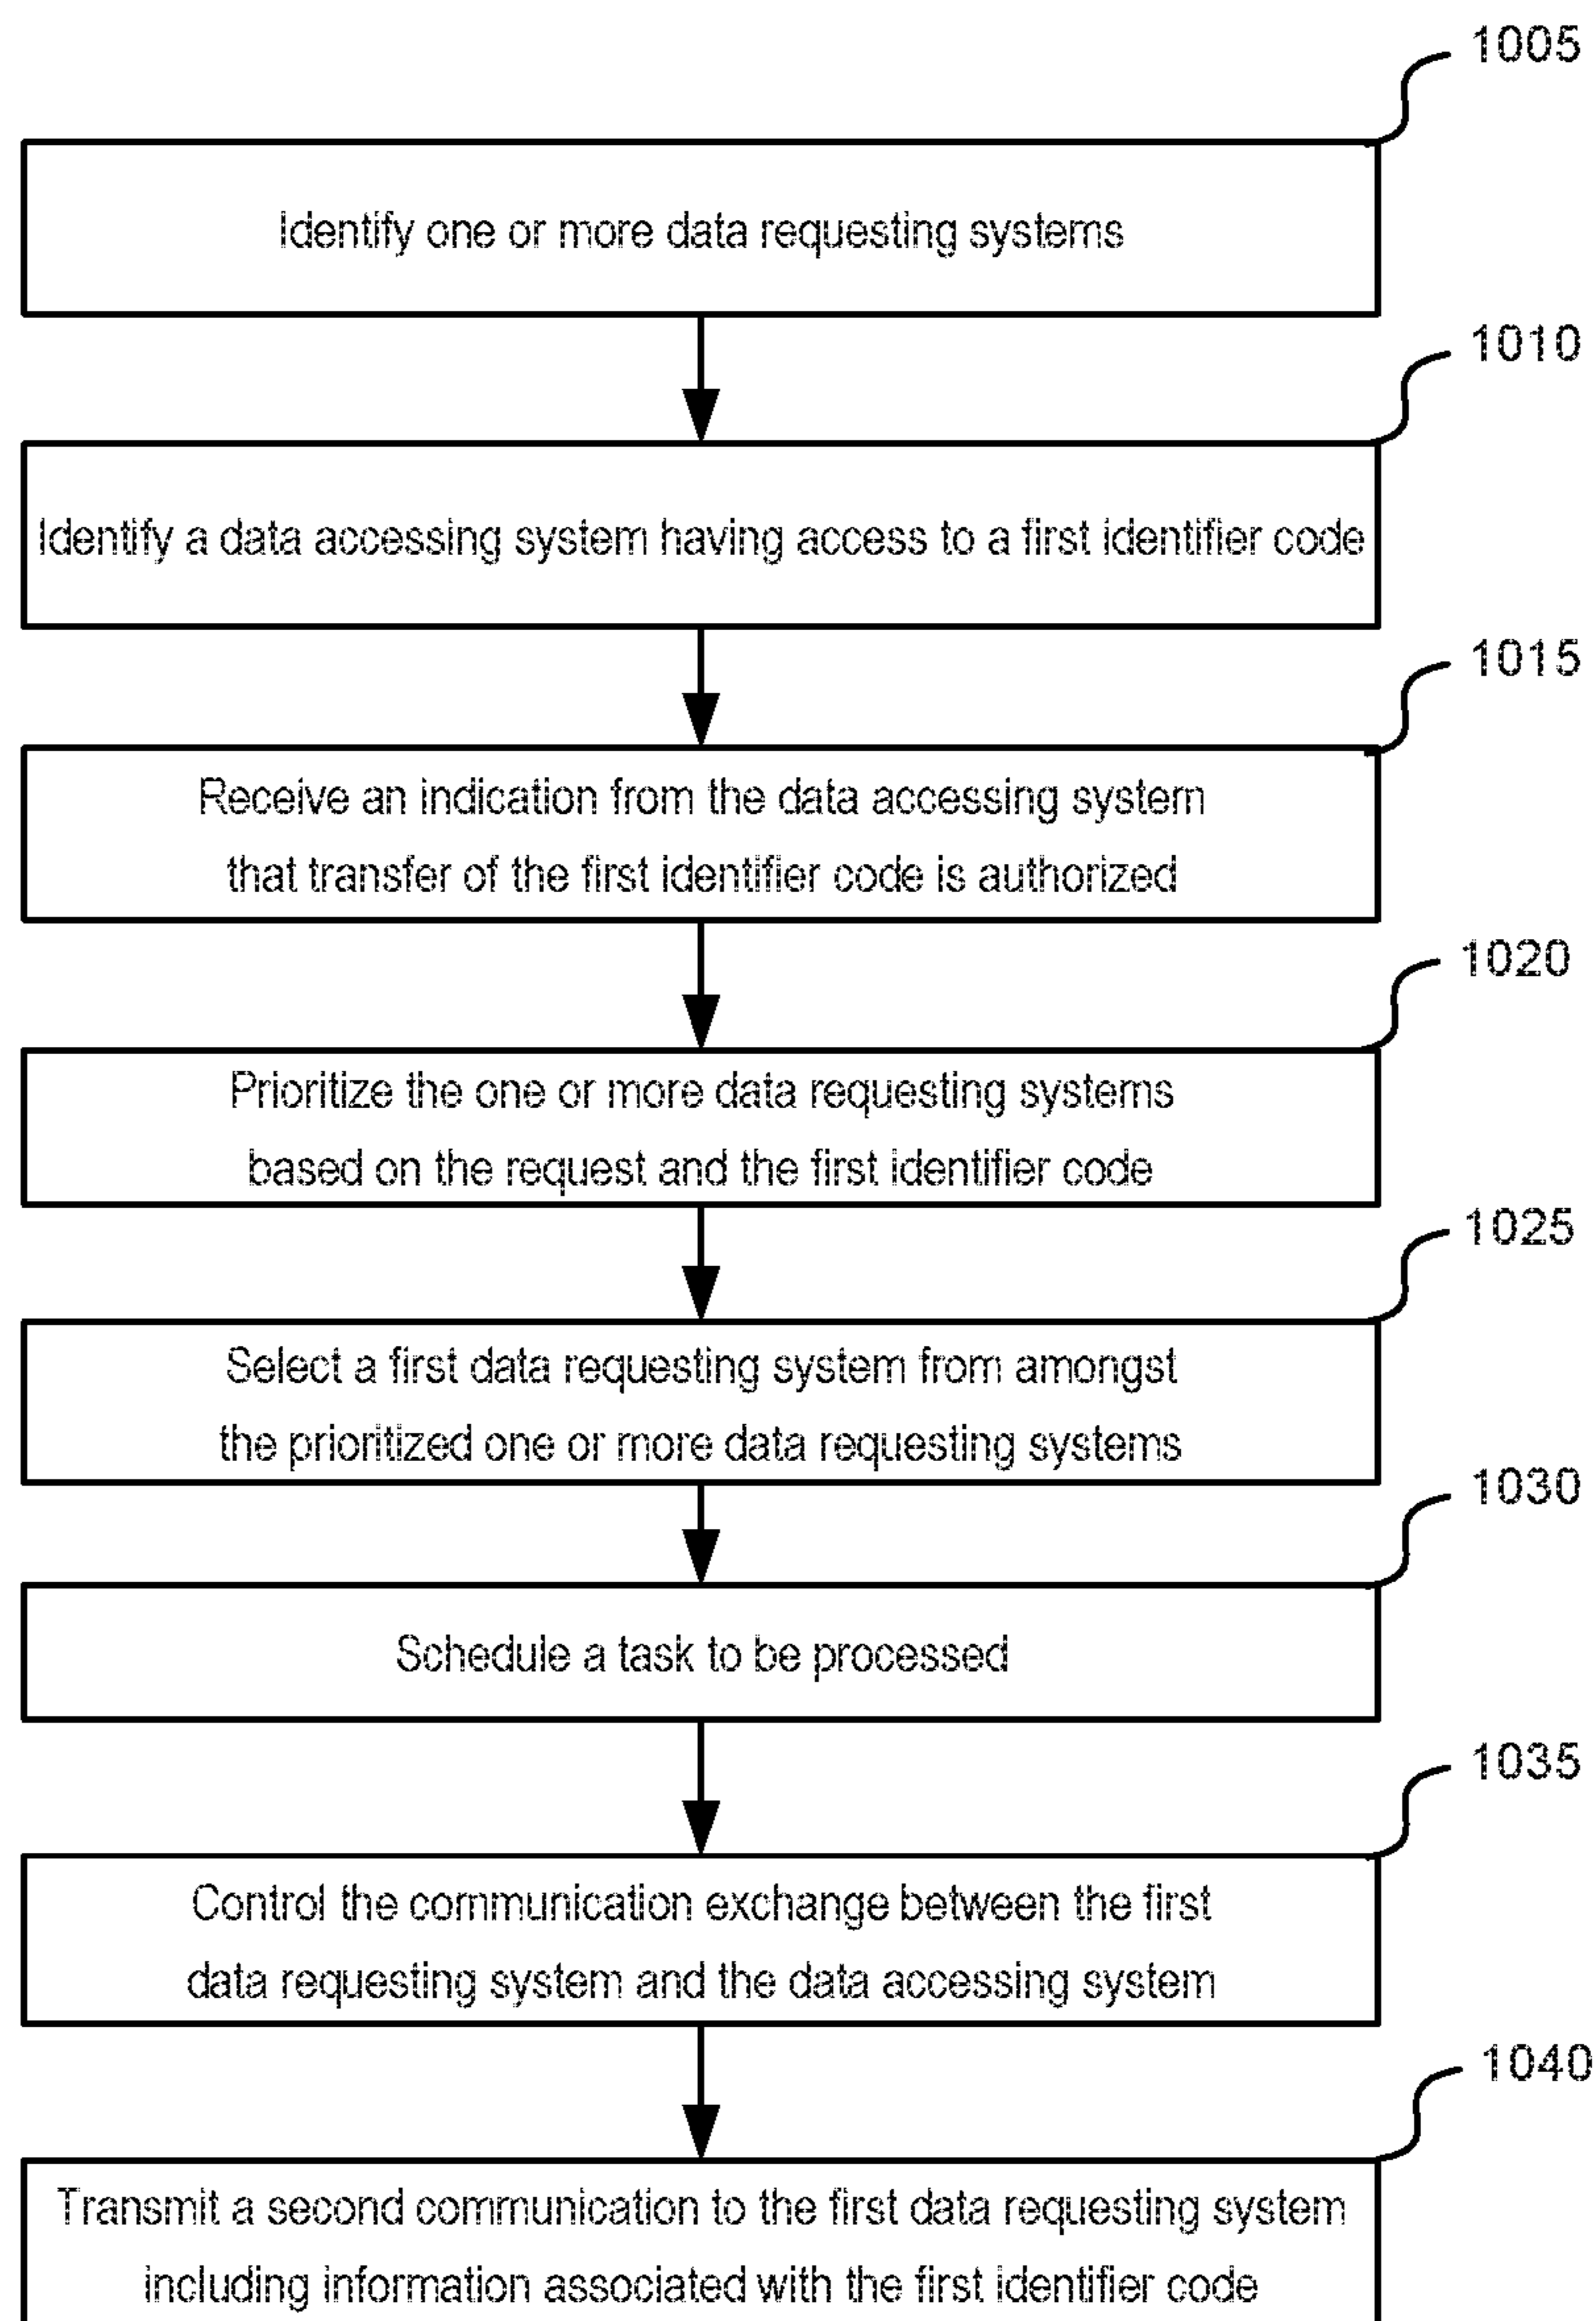 1005
Identify one or more data requesting systems
1010
Identify a data accessing system having access to a first identifier code
1015
Receive an indication from the data accessing system
that transfer of the first identifier code is authorized
1020
Prioritize the one or more data requesting systems
based on the request and the first identifier code
1025
Select a first data requesting system from amongst
the prioritized one or more data requesting systems
1030
Schedule a task to be processed
1035
Control the communication exchange between the first
data requesting system and the data accessing system
1040
Transmit a second communication to the first data requesting system
including information associated with the first identifier code